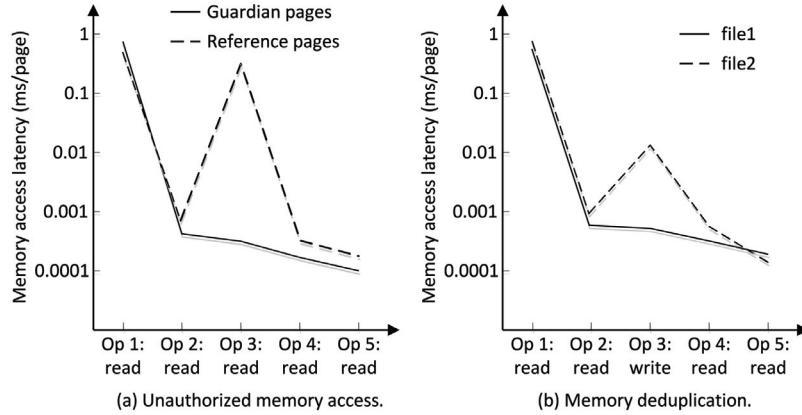 Guardian pages
Reference pages
Memory access latency (ms/page)
1
0.1
0.01
0.001
0.0001
Op 1: Op 2: Op 3: Op 4: Op 5:
read read read read read
(a) Unauthorized memory access.
file1
file2
Memory access latency (ms/page)
1
0.1
0.01
0.001
0.0001
Op 1: Op 2: Op 3: Op 4: Op 5:
read read write read read
(b) Memory deduplication.